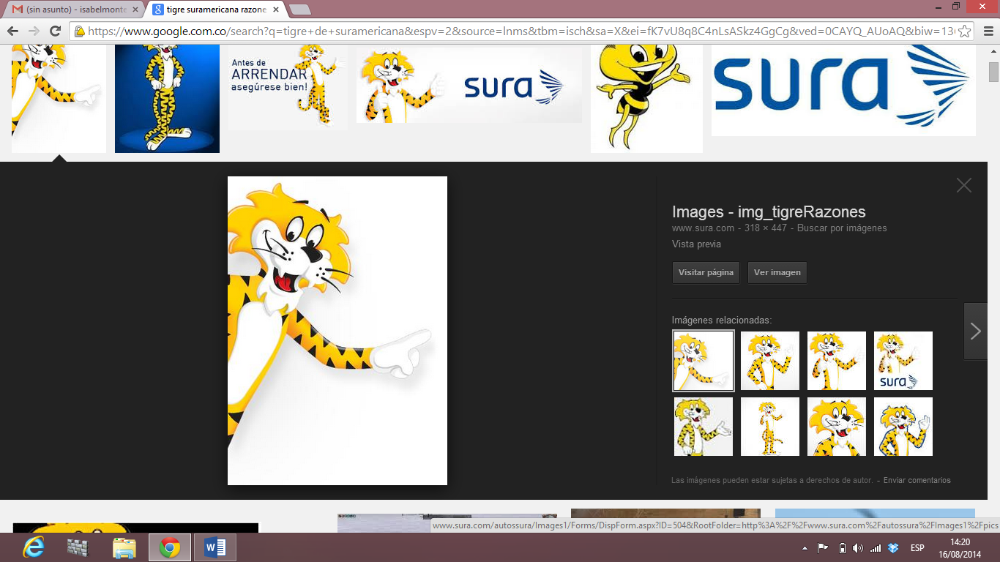 (sin asunto) - isabelmonte
tigre suramericana razone
https://www.google.com.co/search?q=tigre+de+suramericana&espv=2&source=lnms&tbm=isch&sa=X&ei=fK7vU8q8C4nLsASkz4GgCg&ved=0CAYQ_AUoAQ&biw=13
Antes de
ARRENDAR
asegúrese bien!
sura
sura
Images - img_tigreRazones
www.sura.com - 318 × 447 - Buscar por imágenes
Vista previa
Visitar página
Ver imagen
Imágenes relacionadas:
sura
Las imágenes pueden estar sujetas a derechos de autor. - Enviar comentarios
www.sura.com/autossura/Images1/Forms/DispForm.aspx?ID=504&RootFolder=http%3A%2F%2Fwww.sura.com%2Fautossura%2FImages1%2Fpics
ESP
14:20
16/08/2014